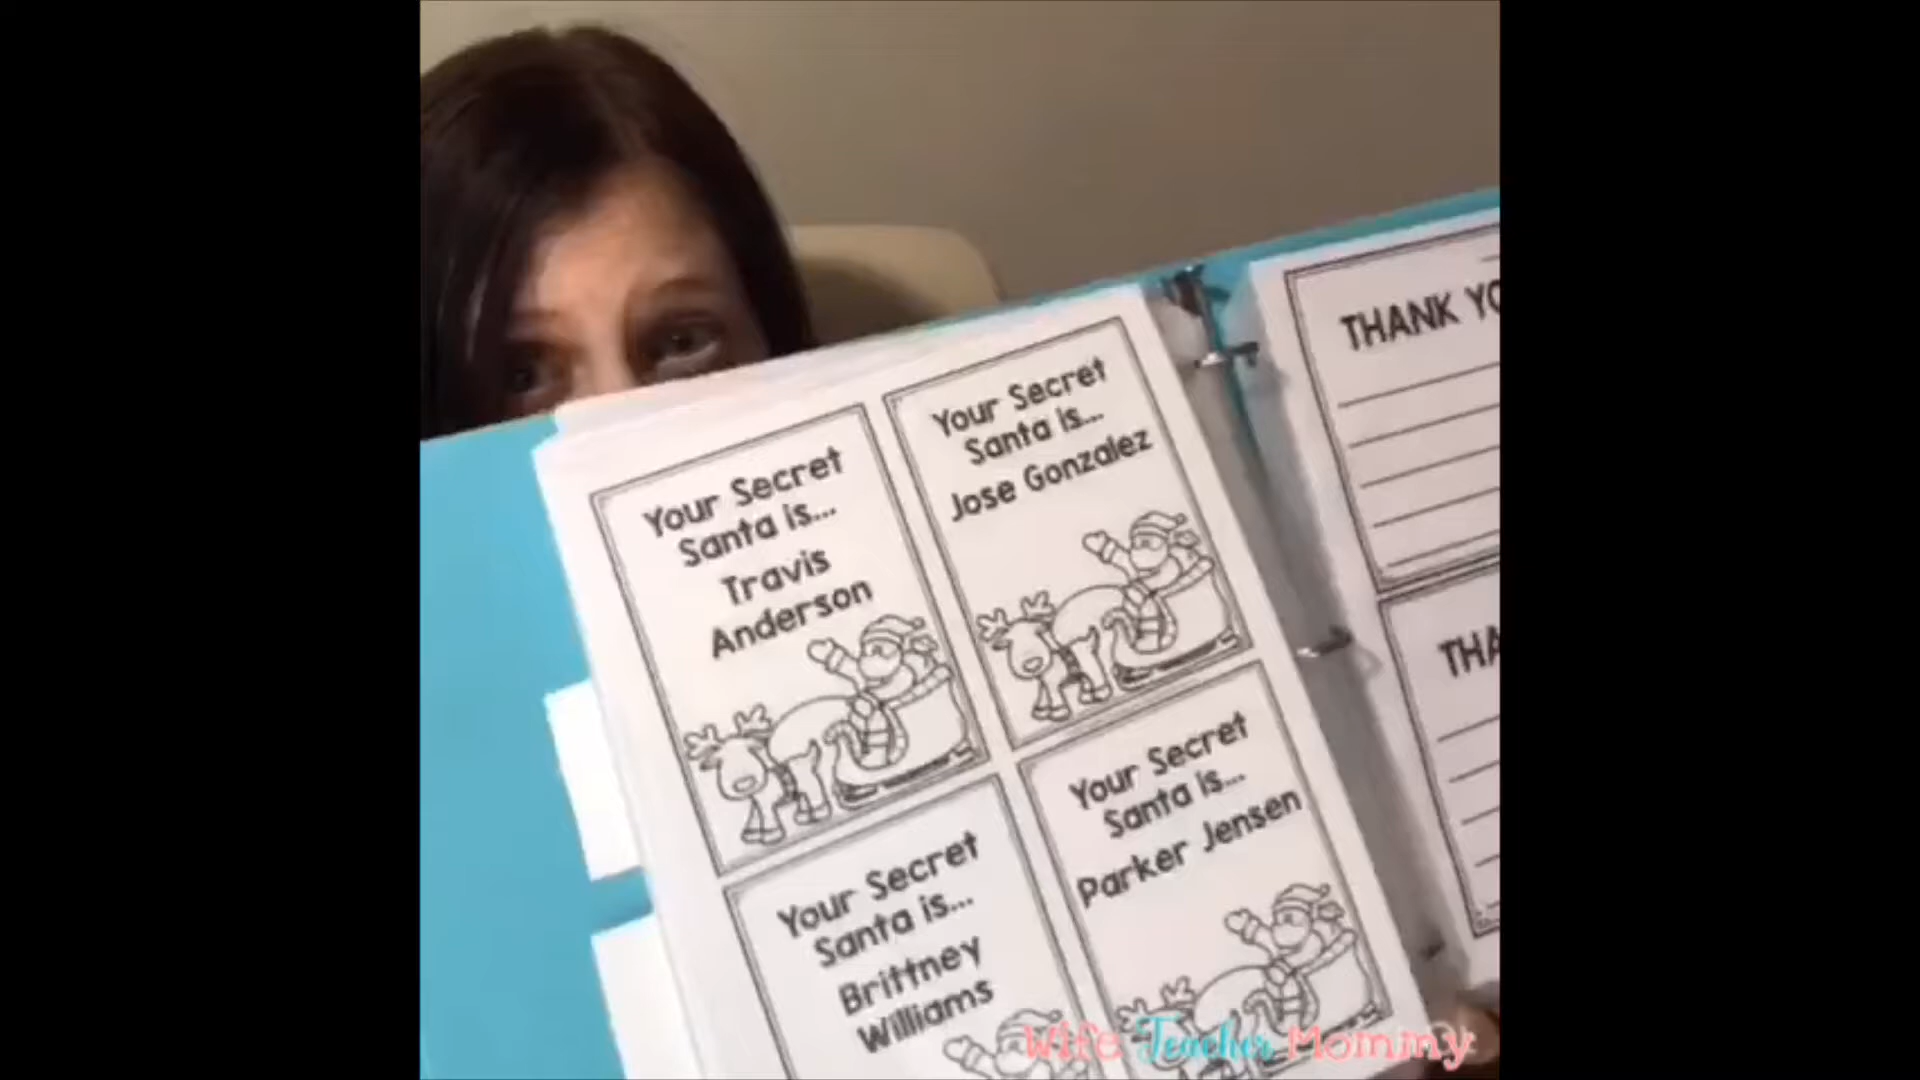 Your Secret
Santa is...
Travis
Anderson
Your Secret
Santa is...
Jose Gonzalez
Your Secret
Santa is...
Brittney
Williams
Your Secret
Santa is...
Parker Jensen
THANK YO
THA
Wife Teacher Mommy